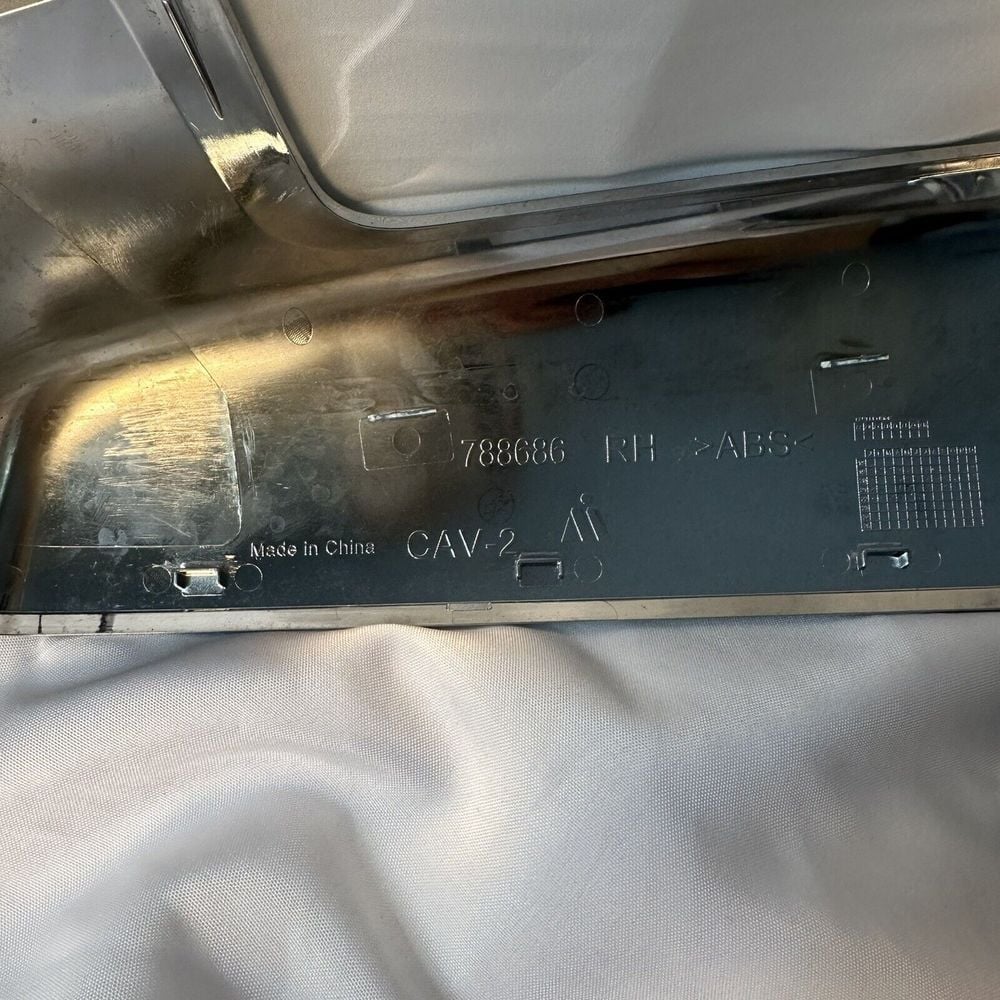 788686 RH >ABS<
Made in China CAV-2